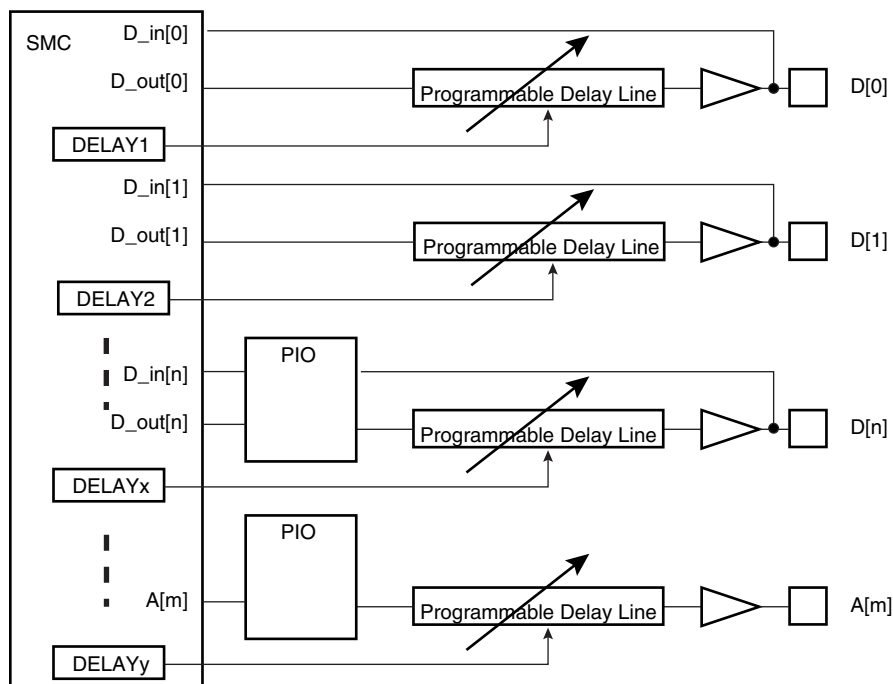 SMC
D_in[0]
D_out[0]
Programmable Delay Line
D[0]
DELAY1
D_in[1]
D_out[1]
Programmable Delay Line
D[1]
DELAY2
PIO
D_in[n]
D_out[n]
Programmable Delay Line
D[n]
DELAYx
PIO
A[m]
Programmable Delay Line
A[m]
DELAYy